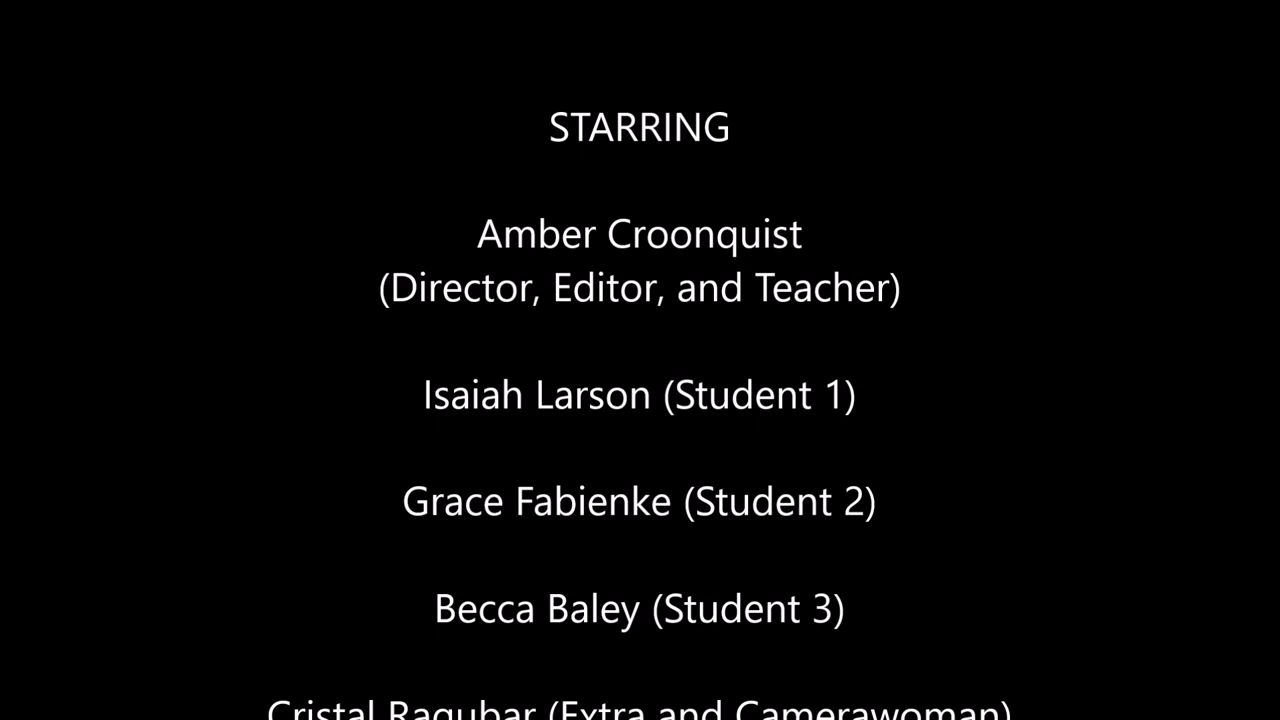 STARRING
Amber Croonquist
(Director, Editor, and Teacher)
Isaiah Larson (Student 1)
Grace Fabienke (Student 2)
Becca Baley (Student 3)
Cristal Ragubar (Extra and Camerawoman)